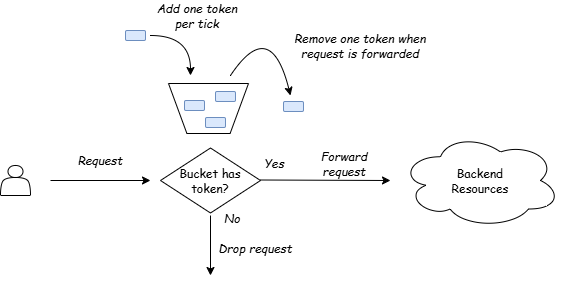 Add one token
per tick
Remove one token when
request is forwarded
Request
Bucket has
token?
Yes
Forward
request
Backend
Resources
No
Drop request